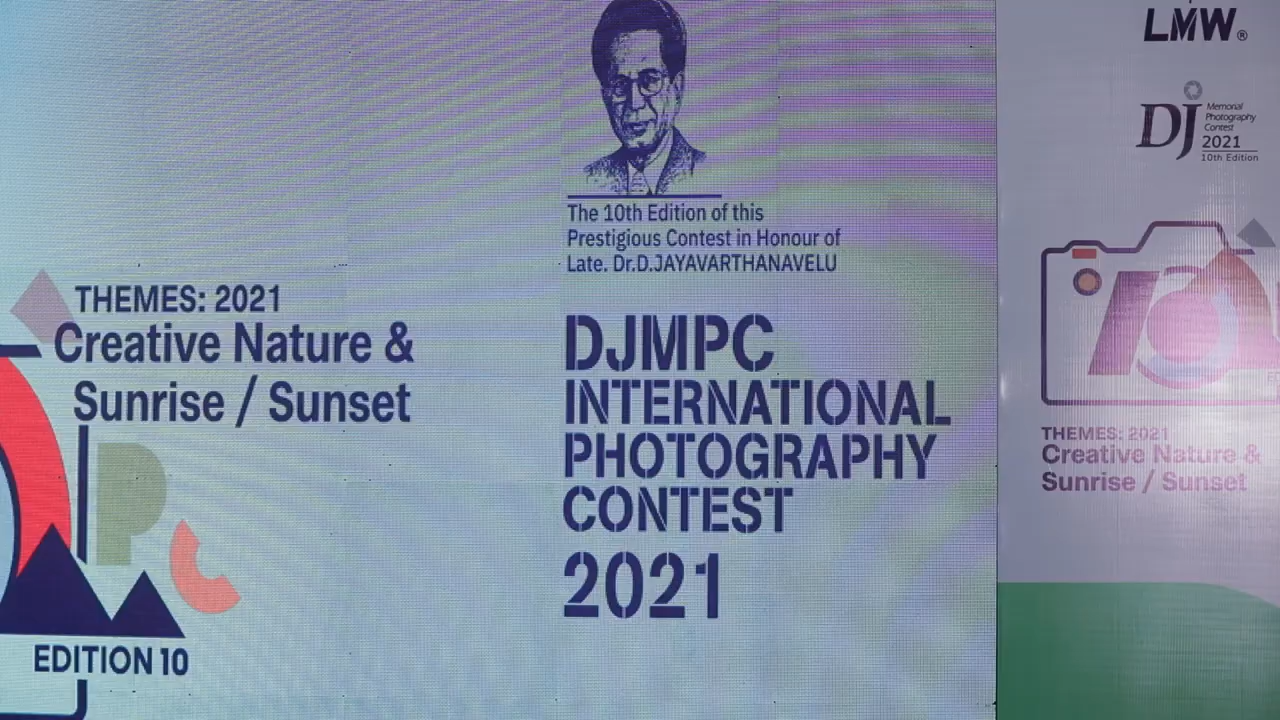 THEMES: 2021
Creative Nature &
Sunrise / Sunset
PC
EDITION 10
The 10th Edition of this
Prestigious Contest in Honour of
Late. Dr.D.JAYAVARTHANAVELU
DJMPC
INTERNATIONAL
PHOTOGRAPHY
CONTEST
2021
LMW®
DJ
Memorial
Photography
Contest
2021
10th Edition
10
THEMES: 2021
Creative Nature &
Sunrise / Sunset